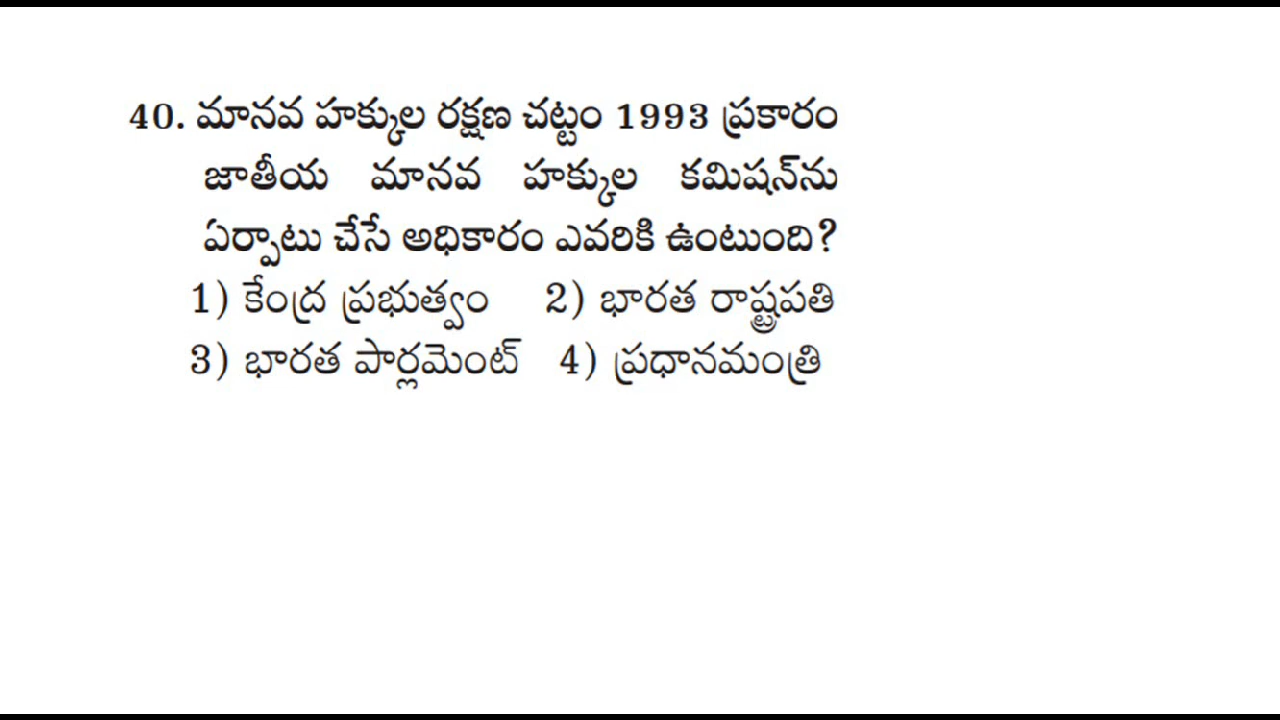 40. మానవ హక్కుల రక్షణ చట్టం 1993 ప్రకారం
జాతీయ మానవ హక్కుల కమిషన్‌ను
ఏర్పాటు చేసే అధికారం ఎవరికి ఉంటుంది?
1) కేంద్ర ప్రభుత్వం 2) భారత రాష్ట్రపతి
3) భారత పార్లమెంట్ 4) ప్రధానమంత్రి